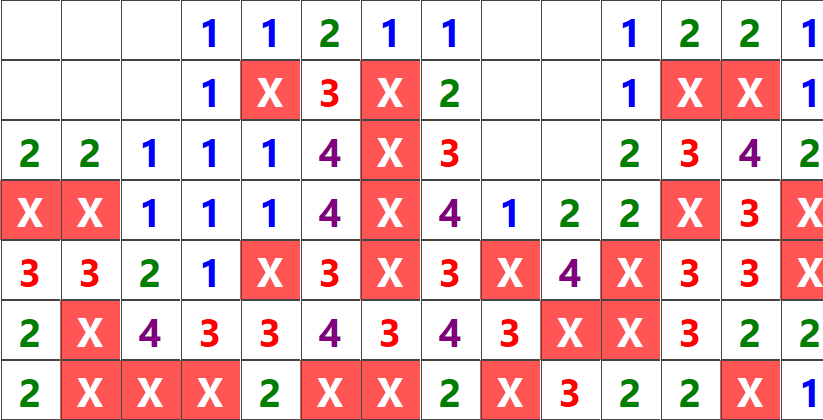 1 1 2 1 1 1 2 2 1
1 X 3 X 2 1 X X 1
2 2 1 1 1 4 X 3 2 3 4 2
X X 1 1 1 4 X 4 1 2 2 X 3 X
3 3 2 1 X 3 X 3 X 4 X 3 3 X
2 X 4 3 3 4 3 4 3 X X 3 2 2
2 X X X 2 X X 2 X 3 2 2 X 1